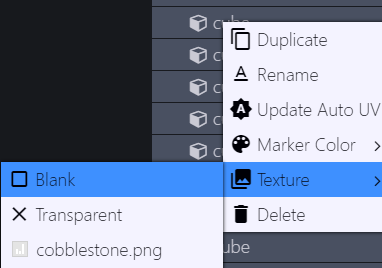 cube
Duplicate
Rename
Update Auto UV
Marker Color
Texture
Delete
Blank
Transparent
cobblestone.png
ube